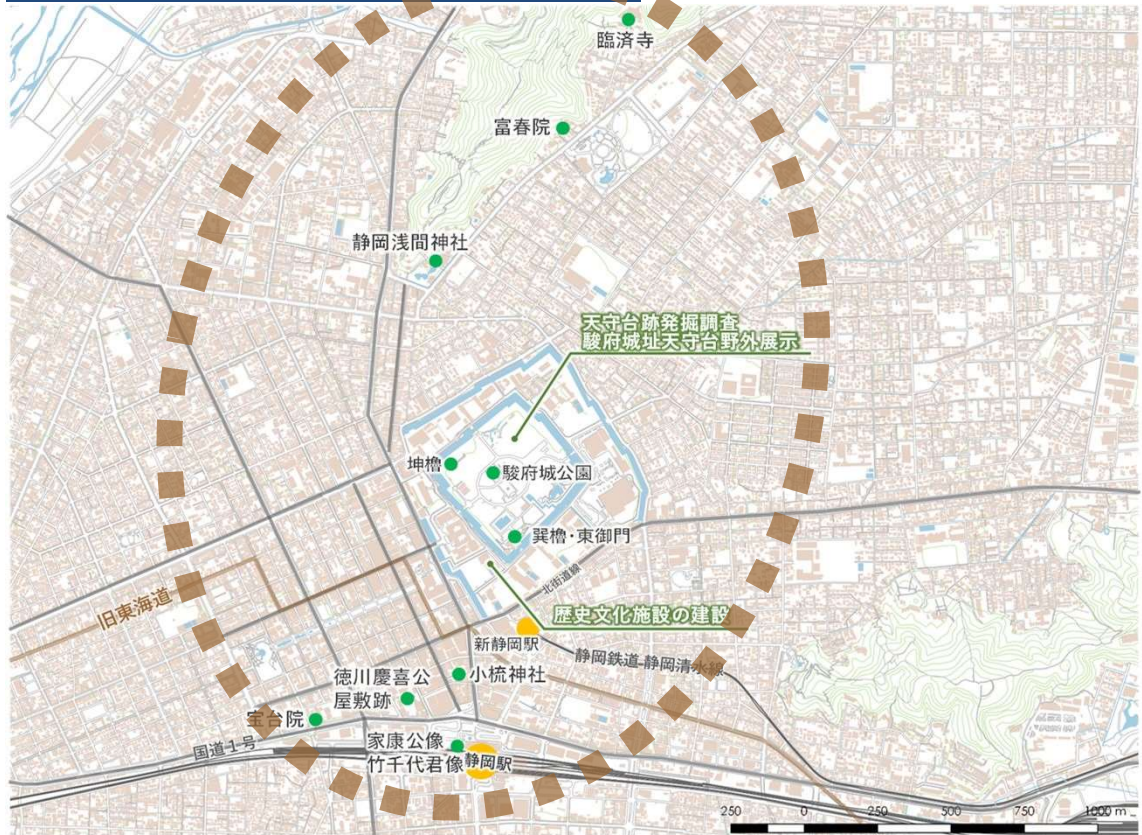 臨済寺
富春院
静岡浅間神社
天守台跡発掘調査
駿府城址天守台野外展示
坤櫓
駿府城公園
巽櫓・東御門
北街道線
歴史文化施設の建設
旧東海道
新静岡駅
静岡鉄道 静岡清水線
小梳神社
徳川慶喜公
屋敷跡
宝台院
国道1号
家康公像
竹千代君像
静岡駅
250 0 250 500 750 1000 m